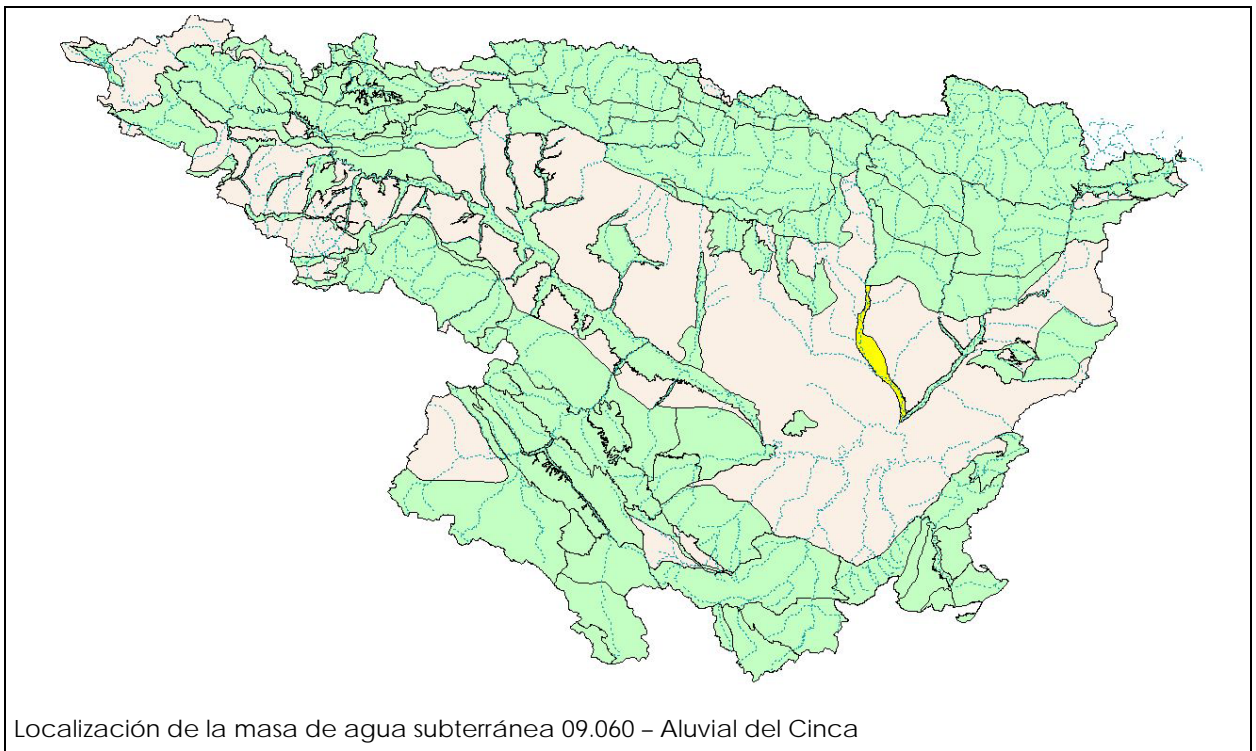 Localización de la masa de agua subterránea 09.060 – Aluvial del Cinca